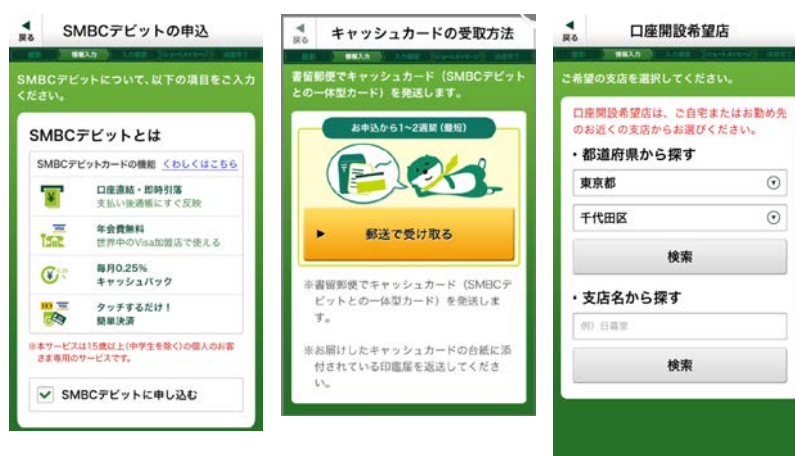 戻る
SMBCデビットの申込
情報入力
SMBCデビットについて、以下の項目をご入力
ください。
SMBCデビットとは
SMBCデビットカードの機能 くわしくはこちら
口座直結・即時引落
支払い後通帳にすぐ反映
年会費無料
世界中のVisa加盟店で使える
毎月0.25%
キャッシュバック
タッチするだけ！
簡単決済
※本サービスは15歳以上(中学生を除く)の個人のお客
さま専用のサービスです。
SMBCデビットに申し込む
戻る
キャッシュカードの受取方法
情報入力
書留郵便でキャッシュカード（SMBCデビット
との一体型カード）を発送します。
お申込から1~2週間(最短)
郵送で受け取る
※書留郵便でキャッシュカード（SMBCデ
ビットとの一体型カード）を発送しま
す。
※お届けしたキャッシュカードの台紙に添
付されている印鑑届を返送してくださ
い。
戻る
口座開設希望店
情報入力
ご希望の支店を選択してください。
口座開設希望店は、ご自宅またはお勤め先
のお近くの支店からお選びください。
・都道府県から探す
東京都
千代田区
検索
・支店名から探す
例）日暮里
検索